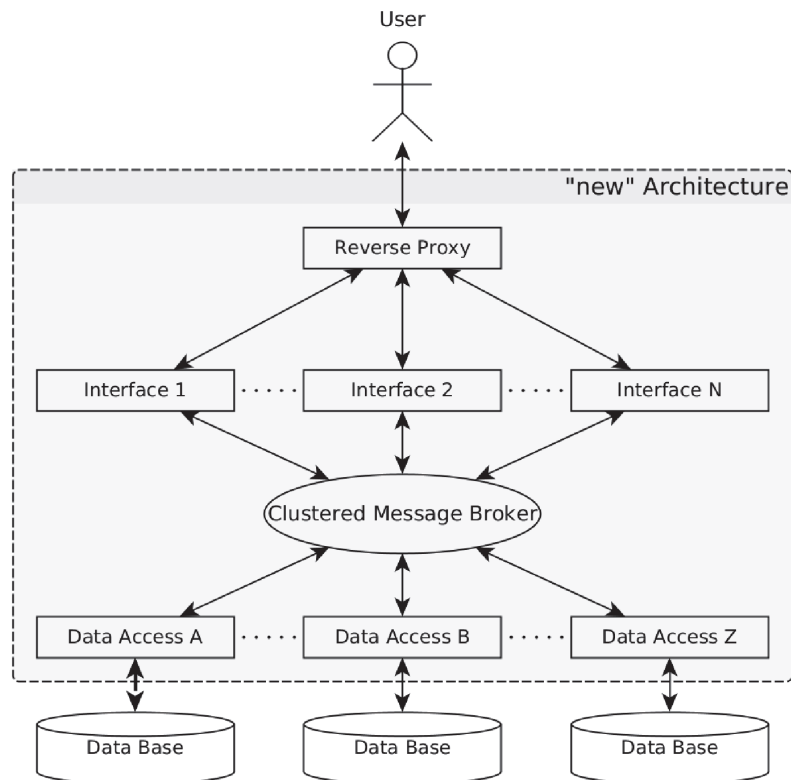 User
"new" Architecture
Reverse Proxy
Interface 1
Interface 2
Interface N
Clustered Message Broker
Data Access A
Data Access B
Data Access Z
Data Base
Data Base
Data Base